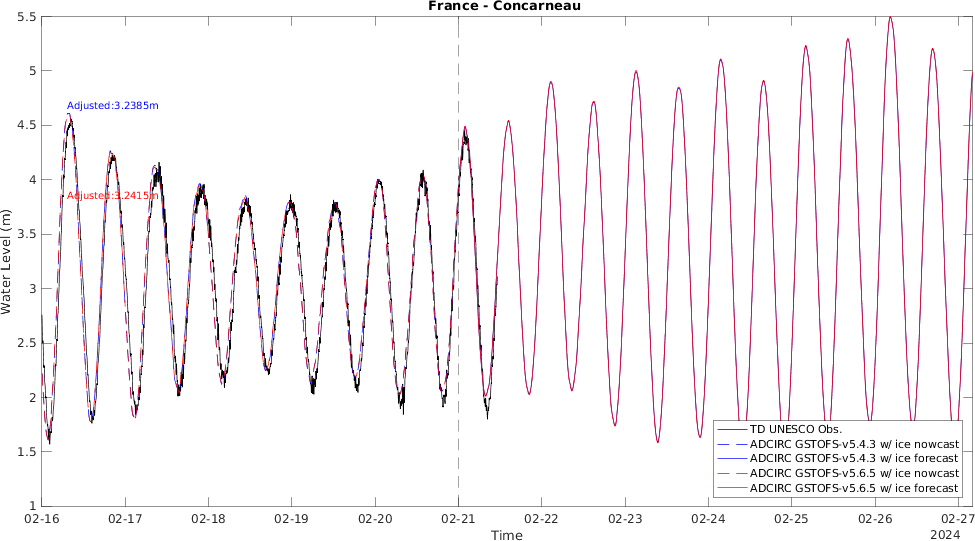 France - Concarneau
5.5
5
4.5
4
3.5
3
2.5
2
1.5
1
Water Level (m)
Adjusted:3.2385m
Adjusted:3.2415m
TD UNESCO Obs.
ADCIRC GSTOFS-v5.4.3 w/ ice nowcast
ADCIRC GSTOFS-v5.4.3 w/ ice forecast
ADCIRC GSTOFS-v5.6.5 w/ ice nowcast
ADCIRC GSTOFS-v5.6.5 w/ ice forecast
02-16 02-17 02-18 02-19 02-20 02-21 02-22 02-23 02-24 02-25 02-26 02-27
Time
2024